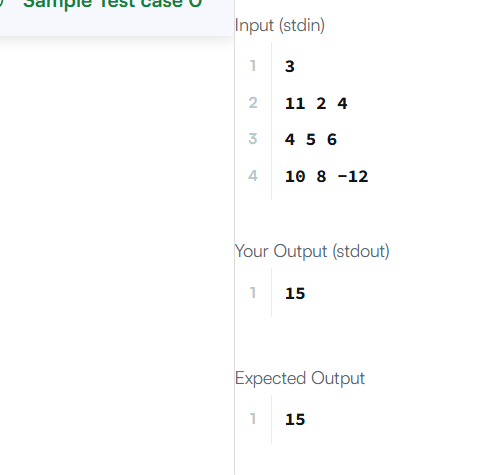 Sample Test case 0
Input (stdin)
1 3
2 11 2 4
3 4 5 6
4 10 8 -12
Your Output (stdout)
1 15
Expected Output
1 15